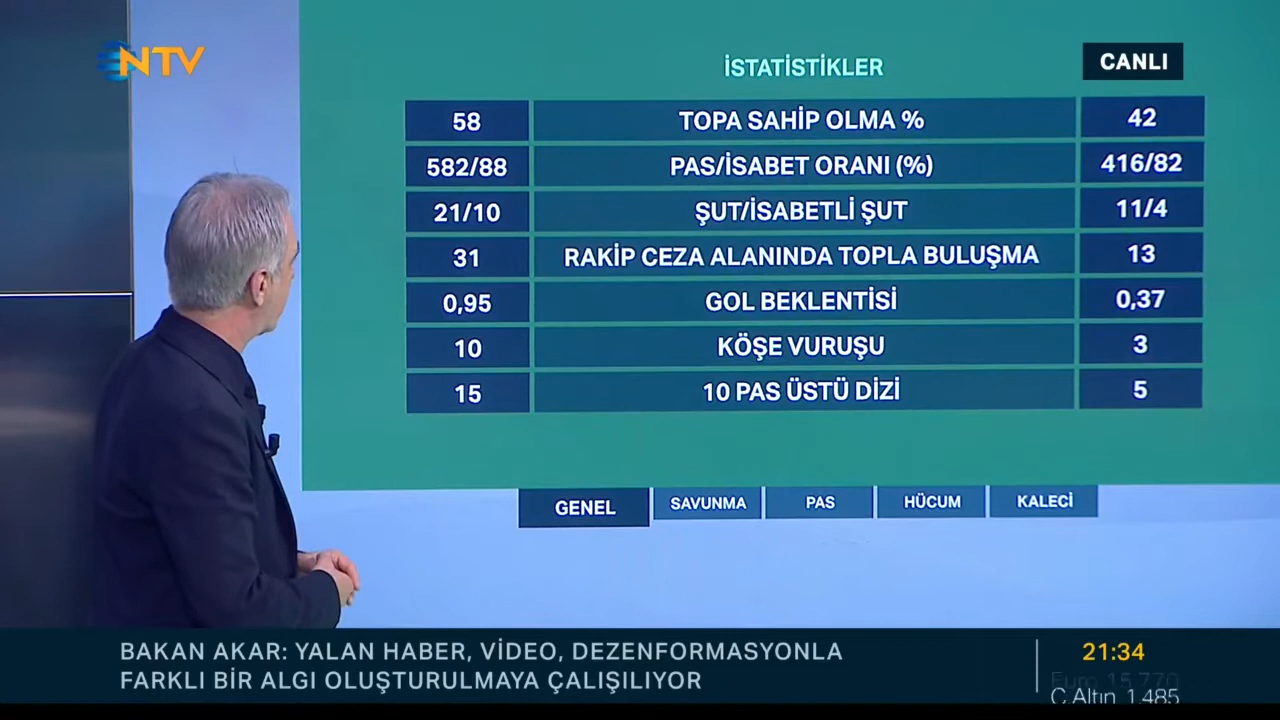 NTV
İSTATİSTİKLER
CANLI
58 TOPA SAHİP OLMA % 42
582/88 PAS/İSABET ORANI (%) 416/82
21/10 ŞUT/İSABETLİ ŞUT 11/4
31 RAKİP CEZA ALANINDA TOPLA BULUŞMA 13
0,95 GOL BEKLENTİSİ 0,37
10 KÖŞE VURUŞU 3
15 10 PAS ÜSTÜ DİZİ 5
GENEL SAVUNMA PAS HÜCUM KALECİ
BAKAN AKAR: YALAN HABER, VİDEO, DEZENFORMASYONLA
FARKLI BİR ALGI OLUŞTURULMAYA ÇALIŞILIYOR
21:34
Euro 15.770
Ç.Altın 1.485